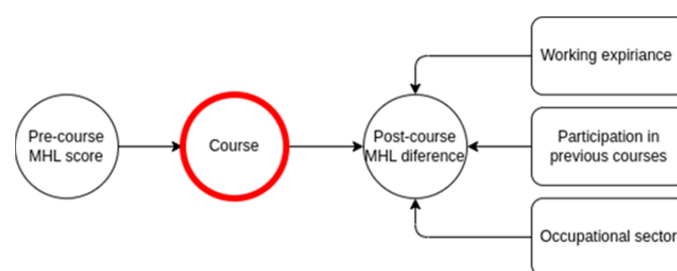 Pre-course
MHL score
Course
Post-course
MHL diference
Working expiriance
Participation in
previous courses
Occupational sector